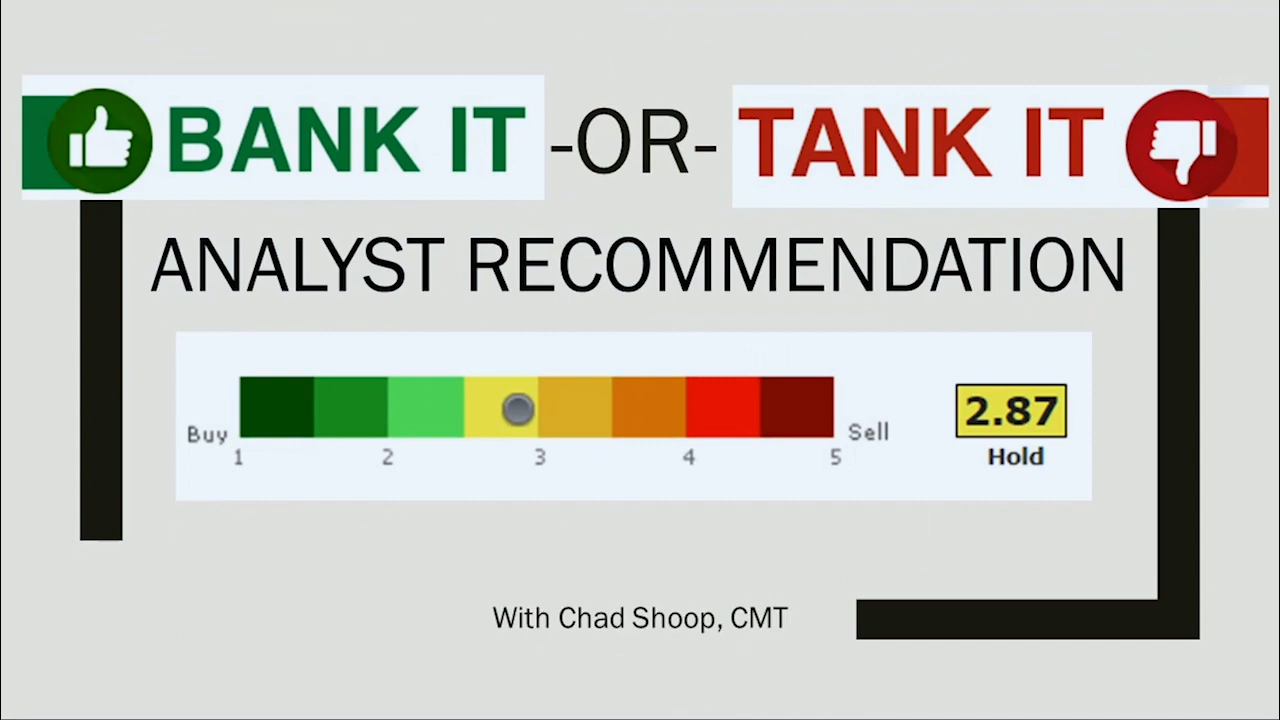 BANK IT -OR- TANK IT
ANALYST RECOMMENDATION
Buy Sell 2.87
1 2 3 4 5 Hold
With Chad Shoop, CMT